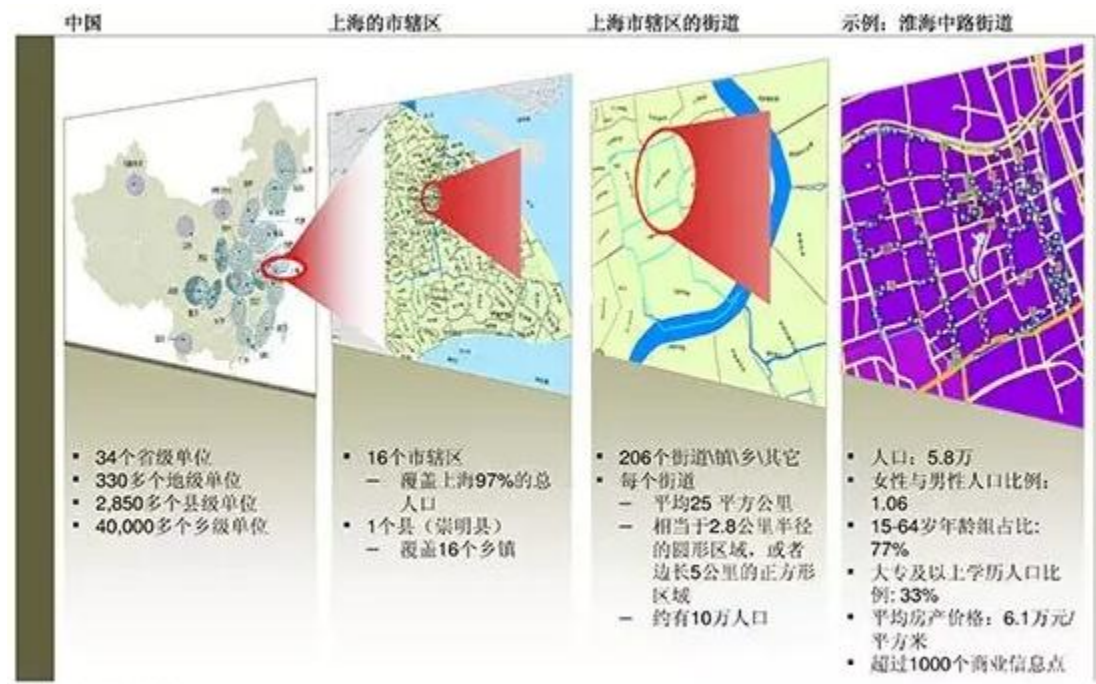 中国
34个省级单位
330多个地级单位
2,850多个县级单位
40,000多个乡级单位
上海的市辖区
16个市辖区
覆盖上海97%的总
人口
1个县（崇明县）
覆盖16个乡镇
上海市辖区的街道
206个街道\镇\乡\其它
每个街道
平均25 平方公里
相当于2.8公里半径
的圆形区域，或者
边长5公里的正方形
区域
约有10万人口
示例：淮海中路街道
人口：5.8万
女性与男性人口比例：
1.06
15-64岁年龄组占比:
77%
大专及以上学历人口比
例: 33%
平均房产价格：6.1万元/
平方米
超过1000个商业信息点